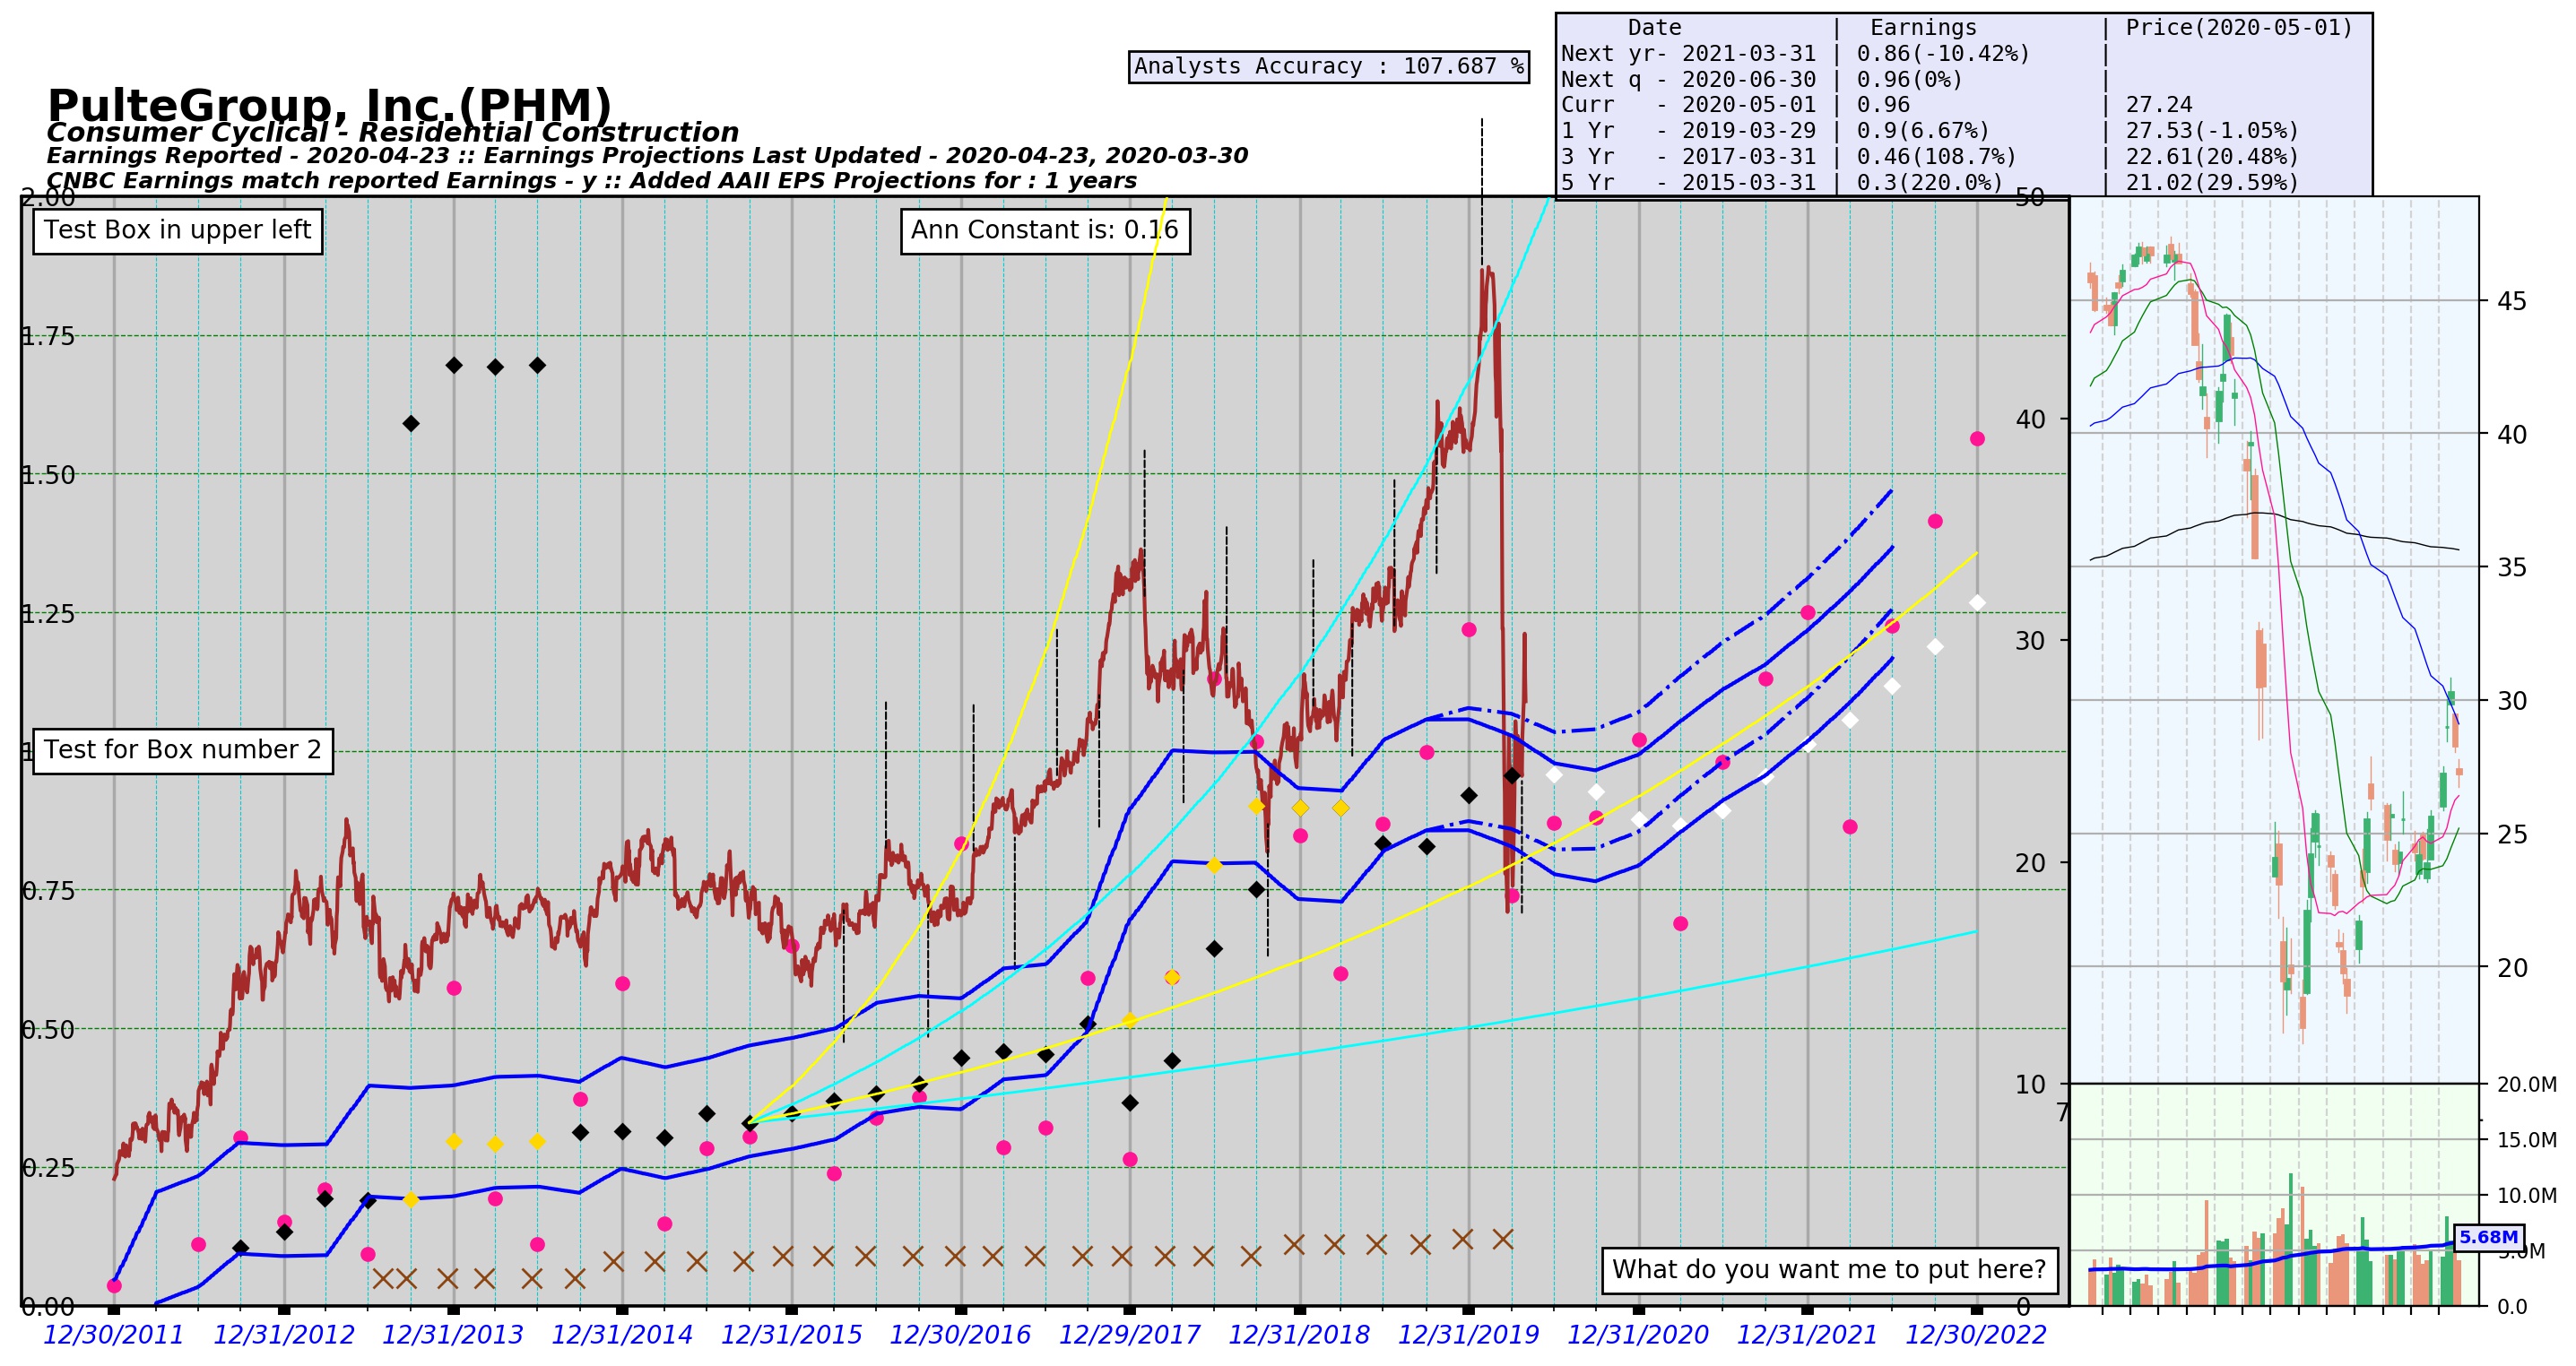 Date | Earnings | Price(2020-05-01)
Next yr- 2021-03-31 | 0.86(-10.42%) |
Next q - 2020-06-30 | 0.96(0%) |
Curr - 2020-05-01 | 0.96 | 27.24
1 Yr - 2019-03-29 | 0.9(6.67%) | 27.53(-1.05%)
3 Yr - 2017-03-31 | 0.46(108.7%) | 22.61(20.48%)
5 Yr - 2015-03-31 | 0.3(220.0%) | 21.02(29.59%)
Analysts Accuracy : 107.687 %
PulteGroup, Inc.(PHM)
Consumer Cyclical - Residential Construction
Earnings Reported - 2020-04-23 :: Earnings Projections Last Updated - 2020-04-23, 2020-03-30
CNBC Earnings match reported Earnings - y :: Added AAII EPS Projections for : 1 years
2.00
1.75
1.50
1.25
1
0.75
0.50
0.25
0.00
Test Box in upper left
Ann Constant is: 0.16
Test for Box number 2
What do you want me to put here?
50
40
30
20
10
7
0
45
40
35
30
25
20
20.0M
15.0M
10.0M
5.68M
5.0M
0.0
12/30/2011 12/31/2012 12/31/2013 12/31/2014 12/31/2015 12/30/2016 12/29/2017 12/31/2018 12/31/2019 12/31/2020 12/31/2021 12/30/2022